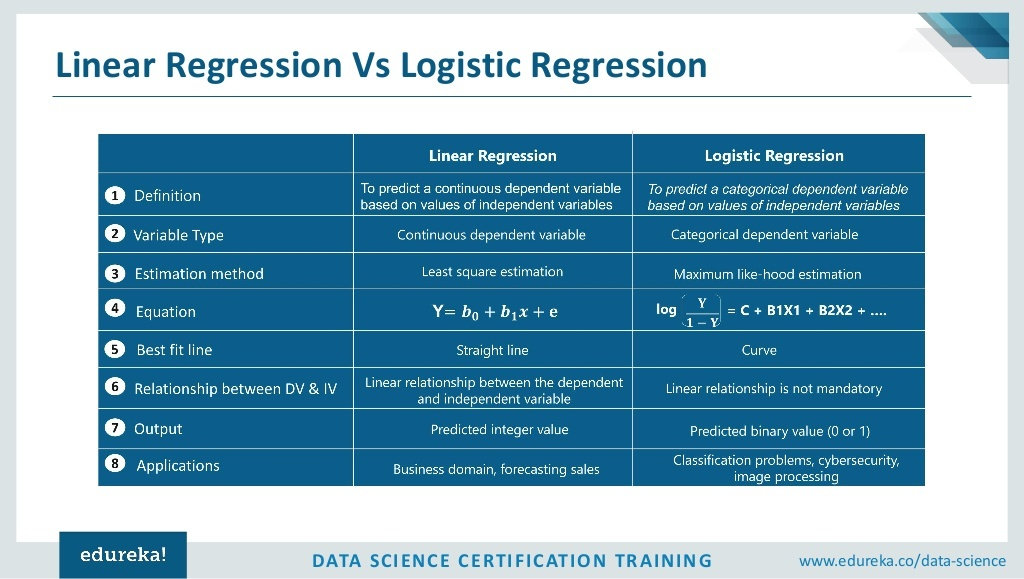 Linear Regression Vs Logistic Regression
Linear Regression
Logistic Regression
1 Definition
To predict a continuous dependent variable
based on values of independent variables
To predict a categorical dependent variable
based on values of independent variables
2 Variable Type
Continuous dependent variable
Categorical dependent variable
3 Estimation method
Least square estimation
Maximum like-hood estimation
4 Equation
Y= b₀ + b₁x + e
log (Y / 1 − Y) = C + B1X1 + B2X2 + ....
5 Best fit line
Straight line
Curve
6 Relationship between DV & IV
Linear relationship between the dependent
and independent variable
Linear relationship is not mandatory
7 Output
Predicted integer value
Predicted binary value (0 or 1)
8 Applications
Business domain, forecasting sales
Classification problems, cybersecurity,
image processing
edureka!
DATA SCIENCE CERTIFICATION TRAINING
www.edureka.co/data-science